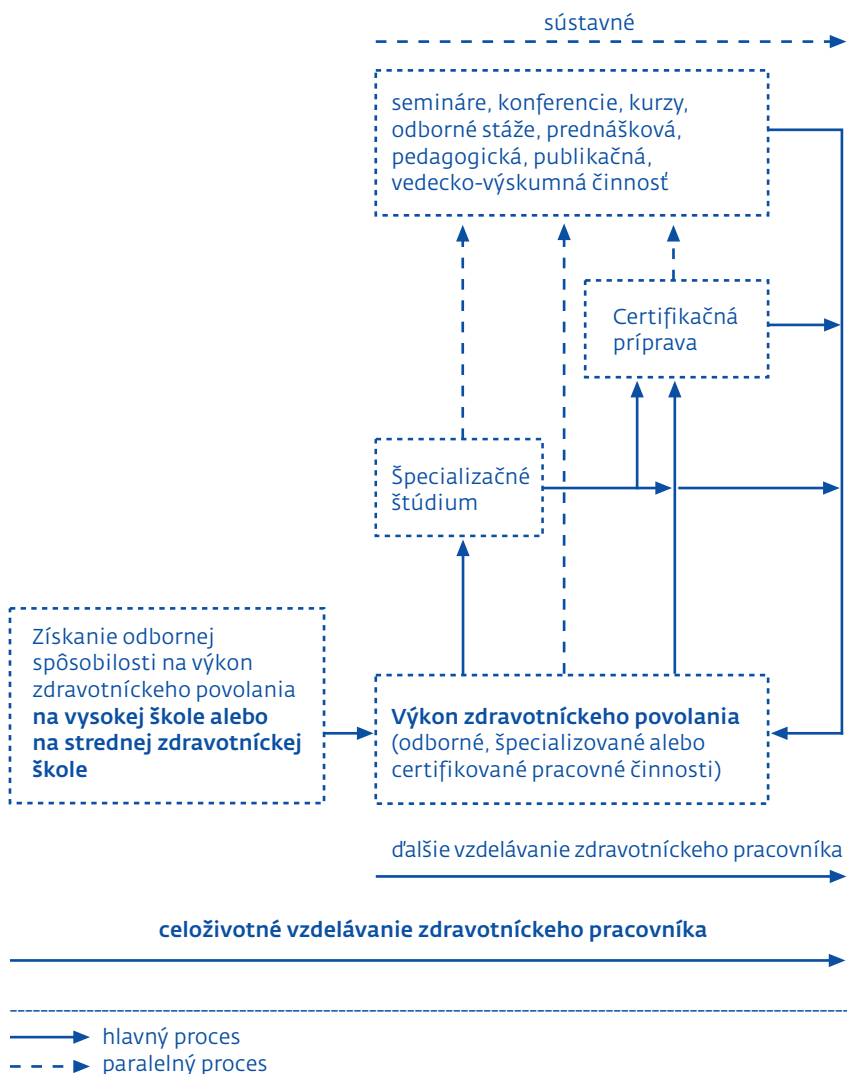 sústavné
semináre, konferencie, kurzy,
odborné stáže, prednášková,
pedagogická, publikačná,
vedecko-výskumná činnosť
Certifikačná
príprava
Špecializačné
štúdium
Získanie odbornej
spôsobilosti na výkon
zdravotníckeho povolania
na vysokej škole alebo
na strednej zdravotníckej
škole
Výkon zdravotníckeho povolania
(odborné, špecializované alebo
certifikované pracovné činnosti)
ďalšie vzdelávanie zdravotníckeho pracovníka
celoživotné vzdelávanie zdravotníckeho pracovníka
hlavný proces
paralelný proces